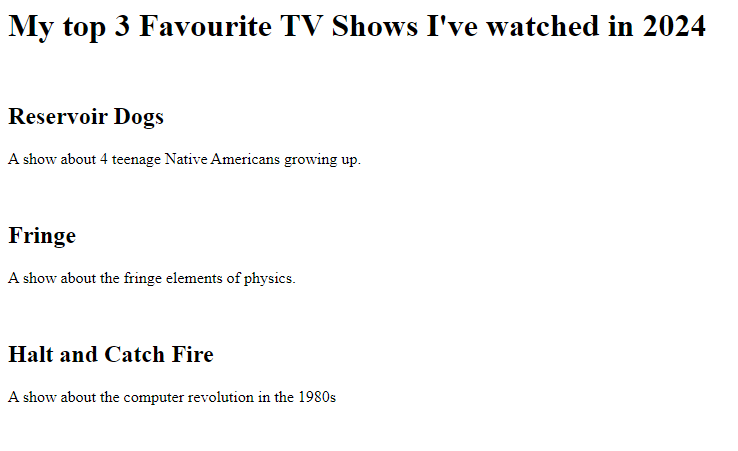 My top 3 Favourite TV Shows I've watched in 2024
Reservoir Dogs
A show about 4 teenage Native Americans growing up.
Fringe
A show about the fringe elements of physics.
Halt and Catch Fire
A show about the computer revolution in the 1980s